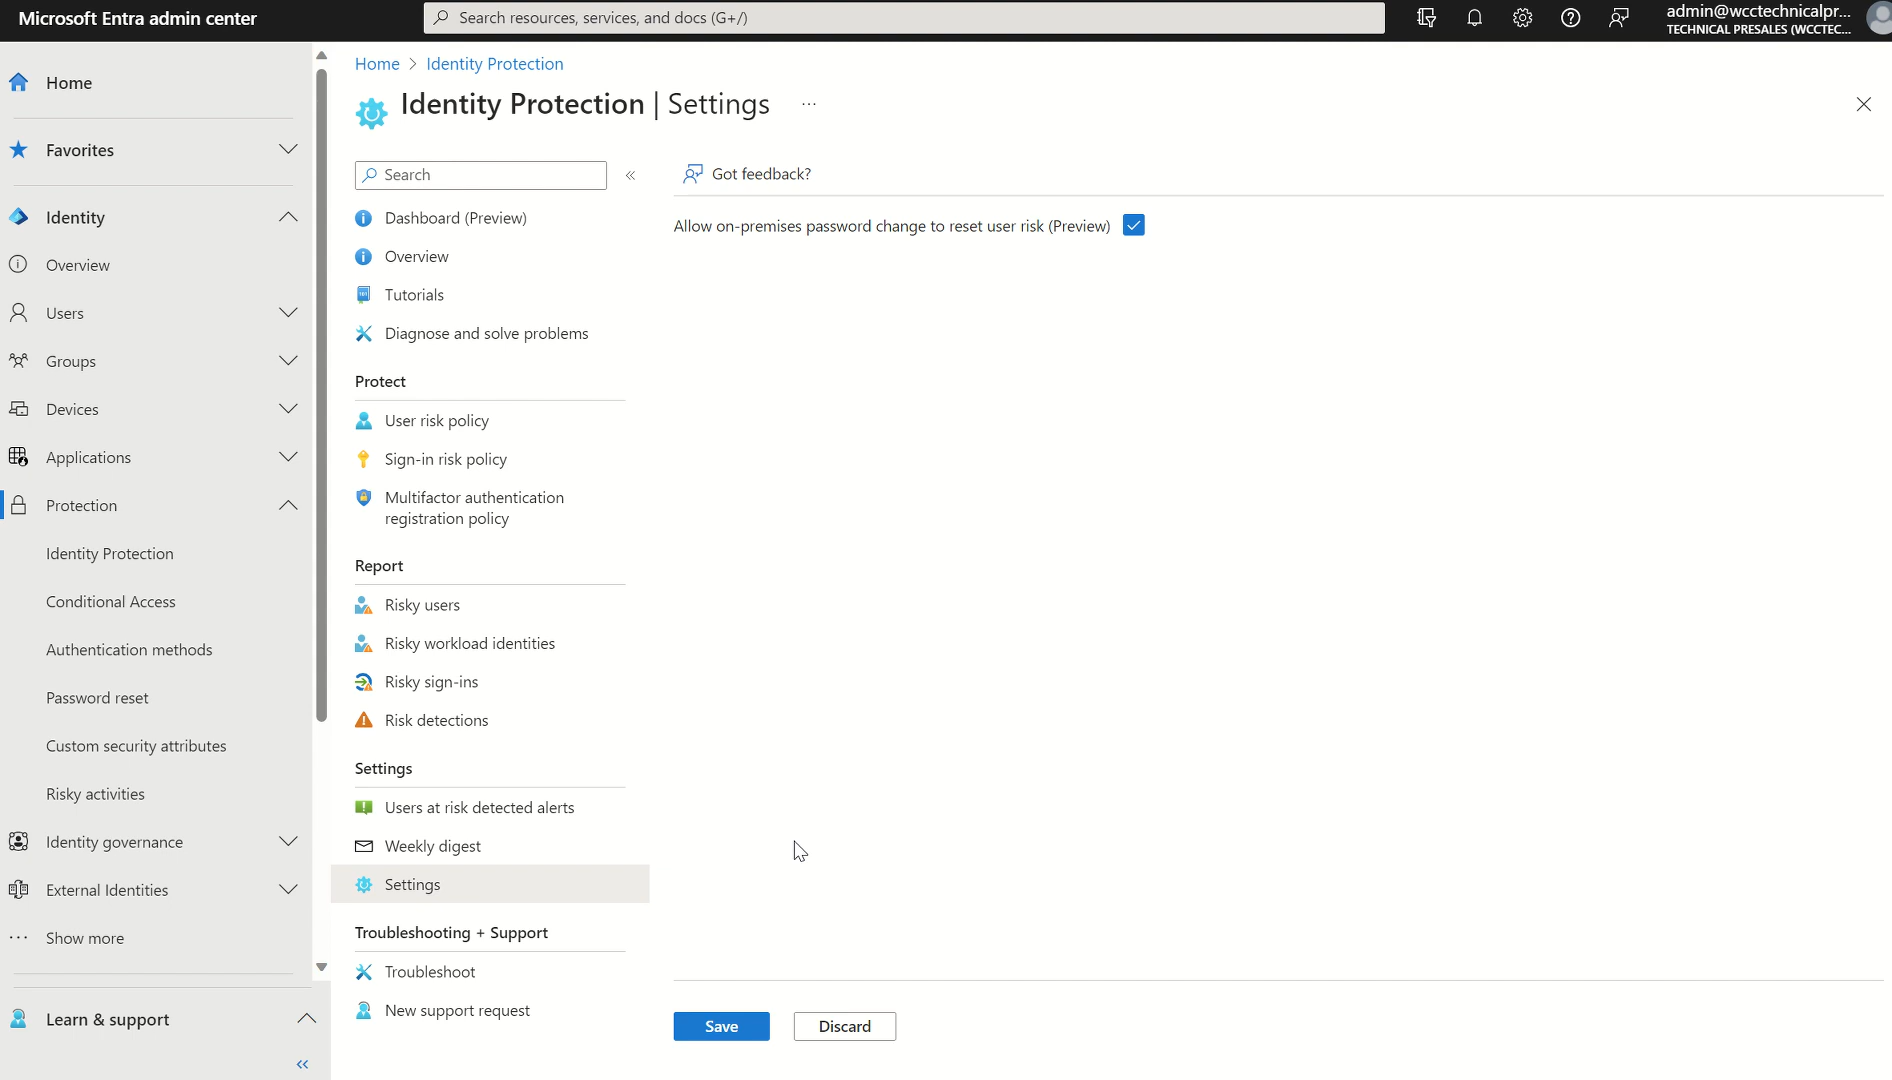 Microsoft Entra admin center
Search resources, services, and docs (G+/)
admin@wcctechnicalpr...
TECHNICAL PRESALES (WCCTEC...
Home
Favorites
Identity
Overview
Users
Groups
Devices
Applications
Protection
Identity Protection
Conditional Access
Authentication methods
Password reset
Custom security attributes
Risky activities
Identity governance
External Identities
Show more
Learn & support
Home > Identity Protection
Identity Protection | Settings ...
Search
Dashboard (Preview)
Overview
Tutorials
Diagnose and solve problems
Protect
User risk policy
Sign-in risk policy
Multifactor authentication
registration policy
Report
Risky users
Risky workload identities
Risky sign-ins
Risk detections
Settings
Users at risk detected alerts
Weekly digest
Settings
Troubleshooting + Support
Troubleshoot
New support request
Got feedback?
Allow on-premises password change to reset user risk (Preview)
Save
Discard